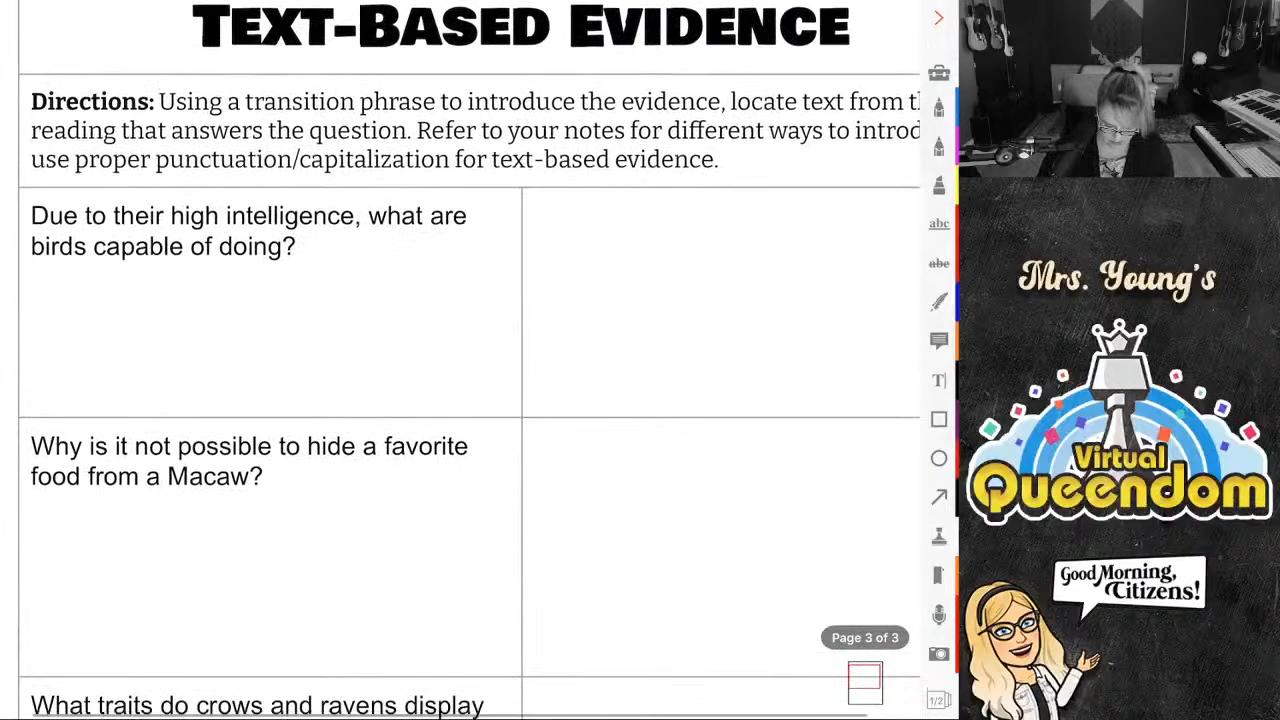 TEXT-BASED EVIDENCE
Directions: Using a transition phrase to introduce the evidence, locate text from
reading that answers the question. Refer to your notes for different ways to
use proper punctuation/capitalization for text-based evidence.
Due to their high intelligence, what are
birds capable of doing?
Why is it not possible to hide a favorite
food from a Macaw?
What traits do crows and ravens display
Page 3 of 3
abc
abc
T
1/2
Mrs. Young's
Virtual
Queendom
Good Morning,
Citizens!